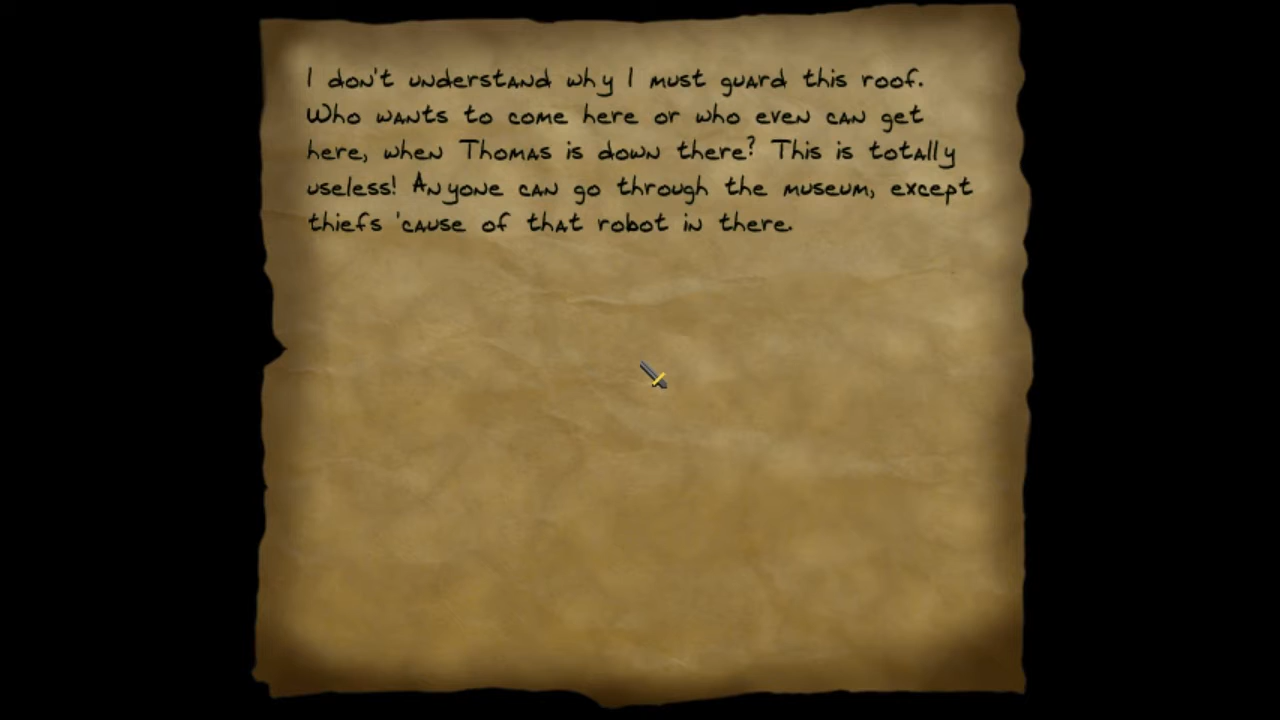 I don't understand why I must guard this roof.
Who wants to come here or who even can get
here, when Thomas is down there? This is totally
useless! Anyone can go through the museum, except
thiefs 'cause of that robot in there.